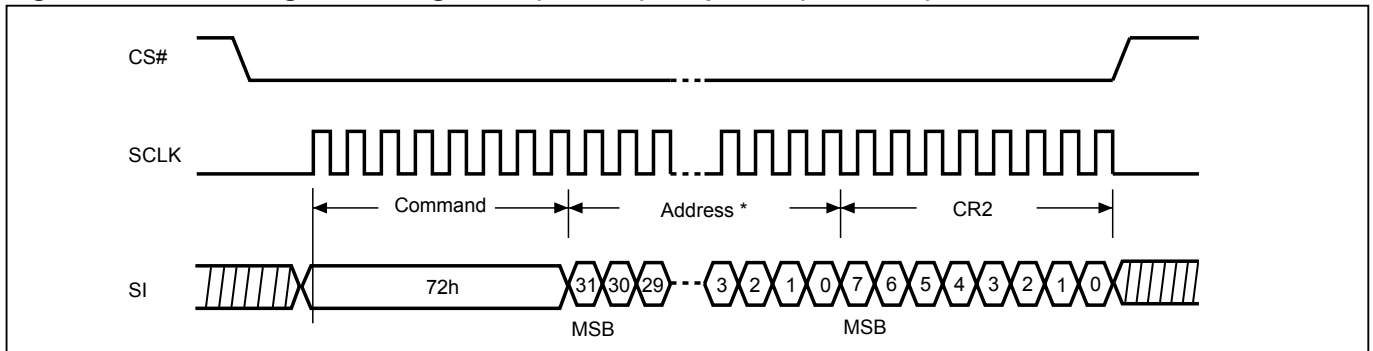 CS#
SCLK
Command
Address *
CR2
SI
72h
31 30 29 3 2 1 0 7 6 5 4 3 2 1 0
MSB
MSB